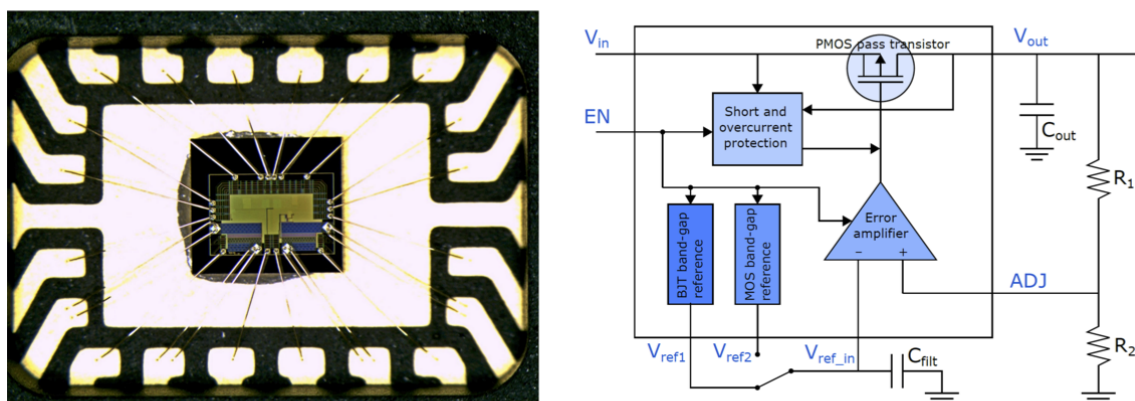 V_in
PMOS pass transistor
V_out
EN
Short and
overcurrent
protection
C_out
R_1
BJT band-gap
reference
MOS band-gap
reference
Error
amplifier
−
+
ADJ
V_ref1
V_ref2
V_ref_in
C_filt
R_2